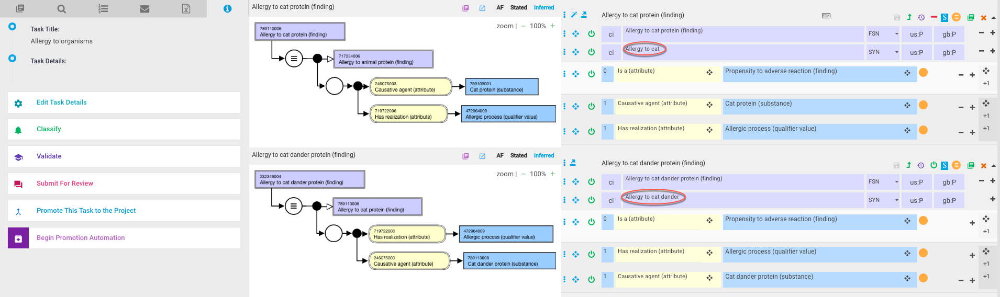 Task Title:
Allergy to organisms
Task Details:
Edit Task Details
Classify
Validate
Submit For Review
Promote This Task to the Project
Begin Promotion Automation
Allergy to cat protein (finding)
AF Stated Inferred
zoom | − 100% +
789110006
Allergy to cat protein (finding)
717234006
Allergy to animal protein (finding)
246075003
Causative agent (attribute)
789109001
Cat protein (substance)
719722006
Has realization (attribute)
472964009
Allergic process (qualifier value)
Allergy to cat dander protein (finding)
AF Stated Inferred
zoom | − 100% +
232346004
Allergy to cat dander protein (finding)
789110006
Allergy to cat protein (finding)
719722006
Has realization (attribute)
472964009
Allergic process (qualifier value)
246075003
Causative agent (attribute)
789113008
Cat dander protein (substance)
Allergy to cat protein (finding)
S
ci Allergy to cat protein (finding) FSN us:P gb:P
ci Allergy to cat SYN us:P gb:P
0 Is a (attribute) Propensity to adverse reaction (finding)
+1
1 Causative agent (attribute) Cat protein (substance)
+1
1 Has realization (attribute) Allergic process (qualifier value) +1
Allergy to cat dander protein (finding)
S
ci Allergy to cat dander protein (finding) FSN us:P gb:P
ci Allergy to cat dander SYN us:P gb:P
0 Is a (attribute) Propensity to adverse reaction (finding)
+1
1 Has realization (attribute) Allergic process (qualifier value)
+1
1 Causative agent (attribute) Cat dander protein (substance) +1